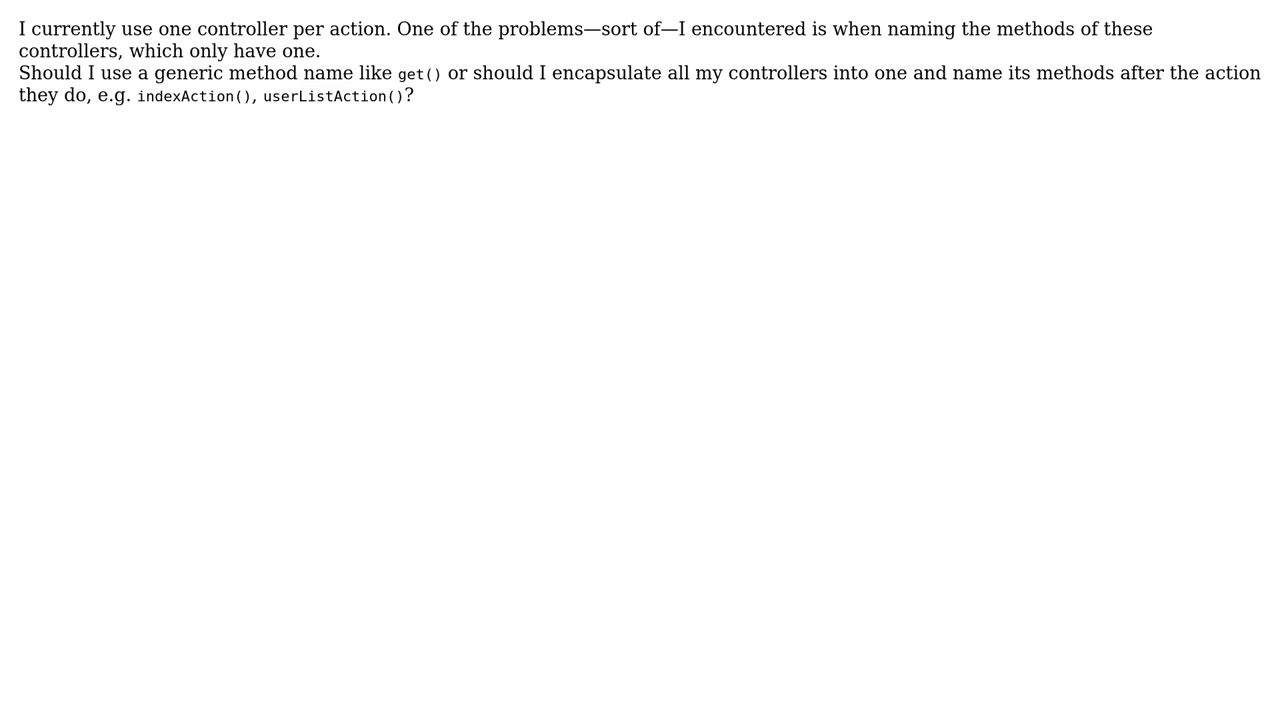 I currently use one controller per action. One of the problems—sort of—I encountered is when naming the methods of these
controllers, which only have one.
Should I use a generic method name like get() or should I encapsulate all my controllers into one and name its methods after the action
they do, e.g. indexAction(), userListAction()?